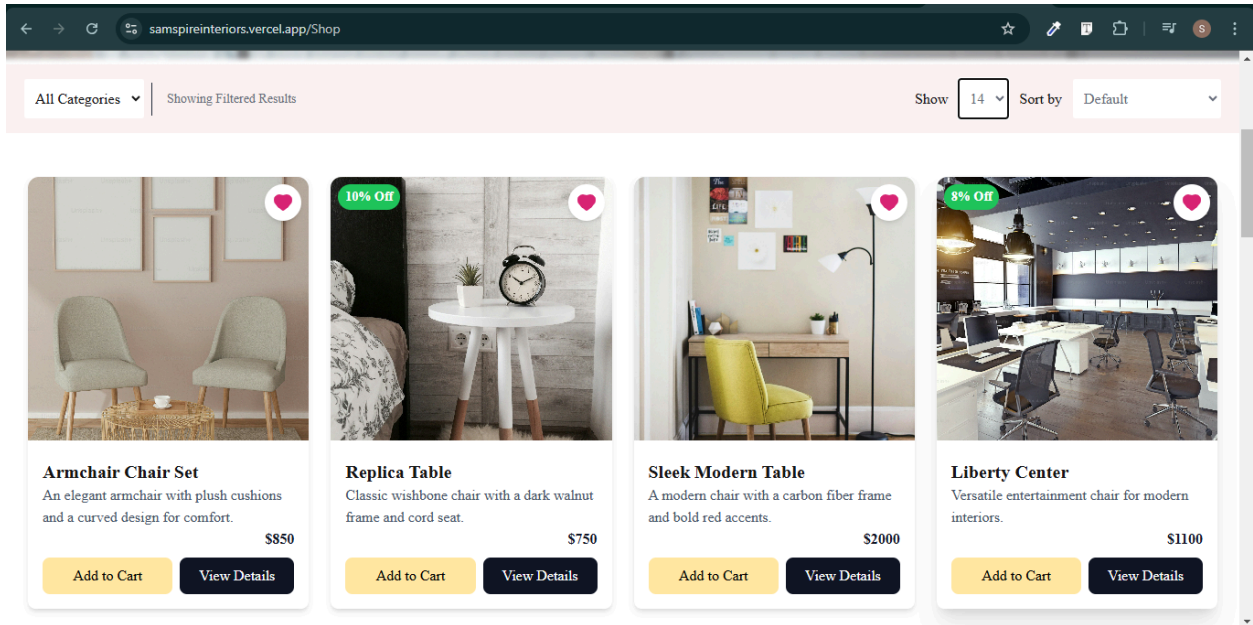 samspireinteriors.vercel.app/Shop
S
All Categories
Showing Filtered Results
Show 14 Sort by Default
10% Off
8% Off
Armchair Chair Set
An elegant armchair with plush cushions
and a curved design for comfort.
$850
Add to Cart View Details
Replica Table
Classic wishbone chair with a dark walnut
frame and cord seat.
$750
Add to Cart View Details
Sleek Modern Table
A modern chair with a carbon fiber frame
and bold red accents.
$2000
Add to Cart View Details
Liberty Center
Versatile entertainment chair for modern
interiors.
$1100
Add to Cart View Details